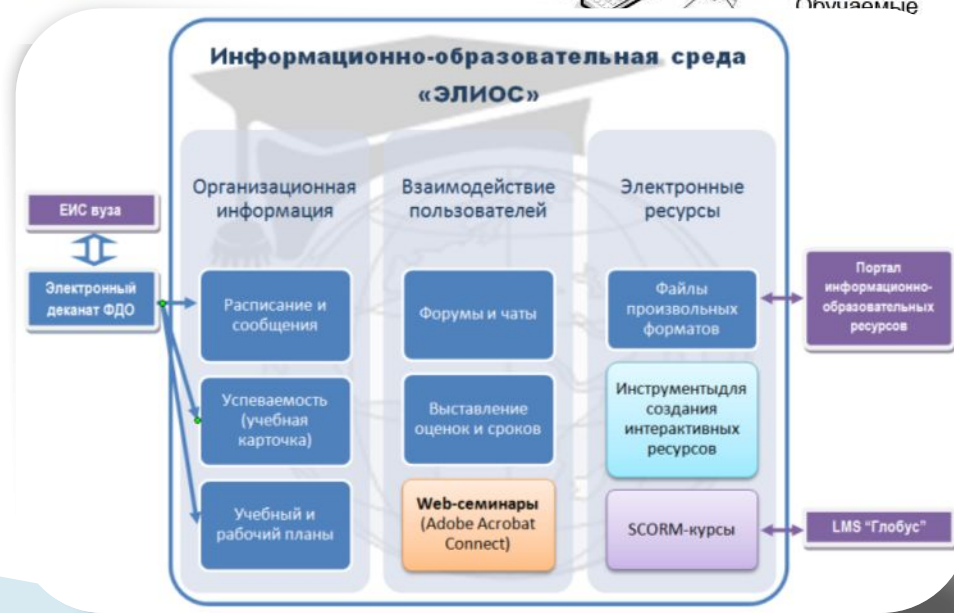 Обучаемые
Информационно-образовательная среда
«ЭЛИОС»
Организационная
информация
Взаимодействие
пользователей
Электронные
ресурсы
ЕИС вуза
Электронный
деканат ФДО
Расписание и
сообщения
Успеваемость
(учебная
карточка)
Учебный и
рабочий планы
Форумы и чаты
Выставление
оценок и сроков
Web-семинары
(Adobe Acrobat
Connect)
Файлы
произвольных
форматов
Инструментыдля
создания
интерактивных
ресурсов
SCORM-курсы
Портал
информационно-
образовательных
ресурсов
LMS “Глобус”